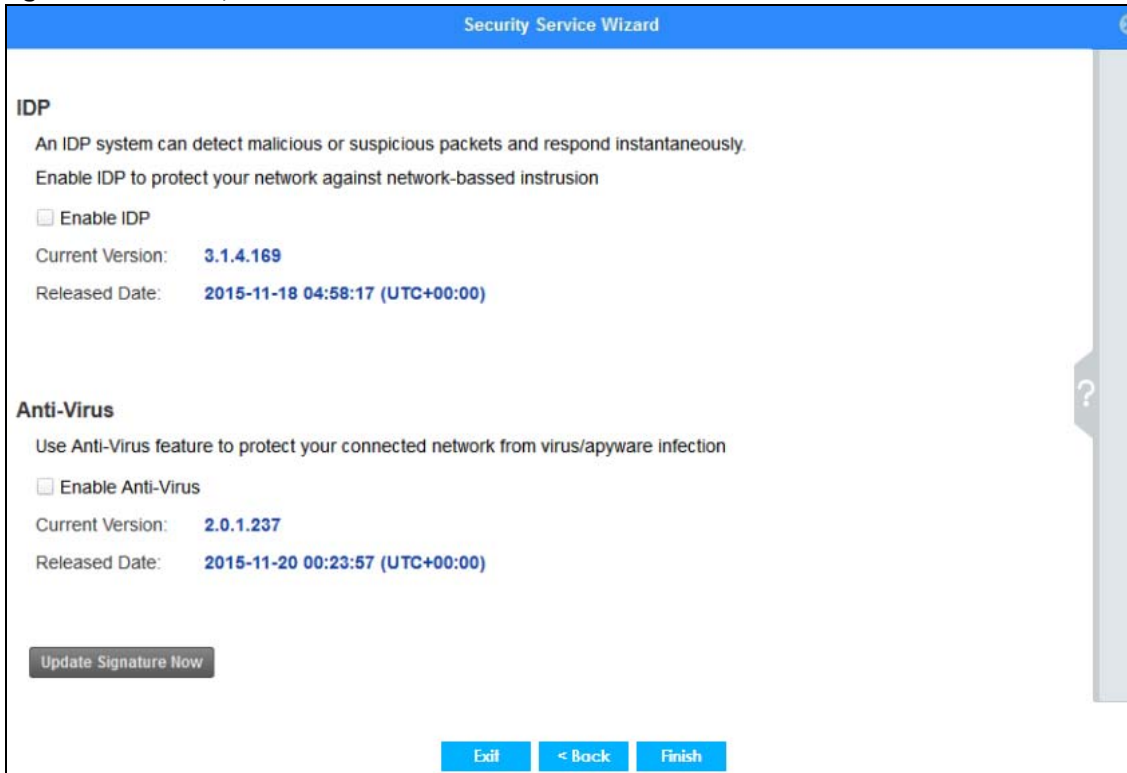 Security Service Wizard
IDP
An IDP system can detect malicious or suspicious packets and respond instantaneously.
Enable IDP to protect your network against network-bassed instrusion
Enable IDP
Current Version: 3.1.4.169
Released Date: 2015-11-18 04:58:17 (UTC+00:00)
?
Anti-Virus
Use Anti-Virus feature to protect your connected network from virus/apyware infection
Enable Anti-Virus
Current Version: 2.0.1.237
Released Date: 2015-11-20 00:23:57 (UTC+00:00)
Update Signature Now
Exit < Back Finish